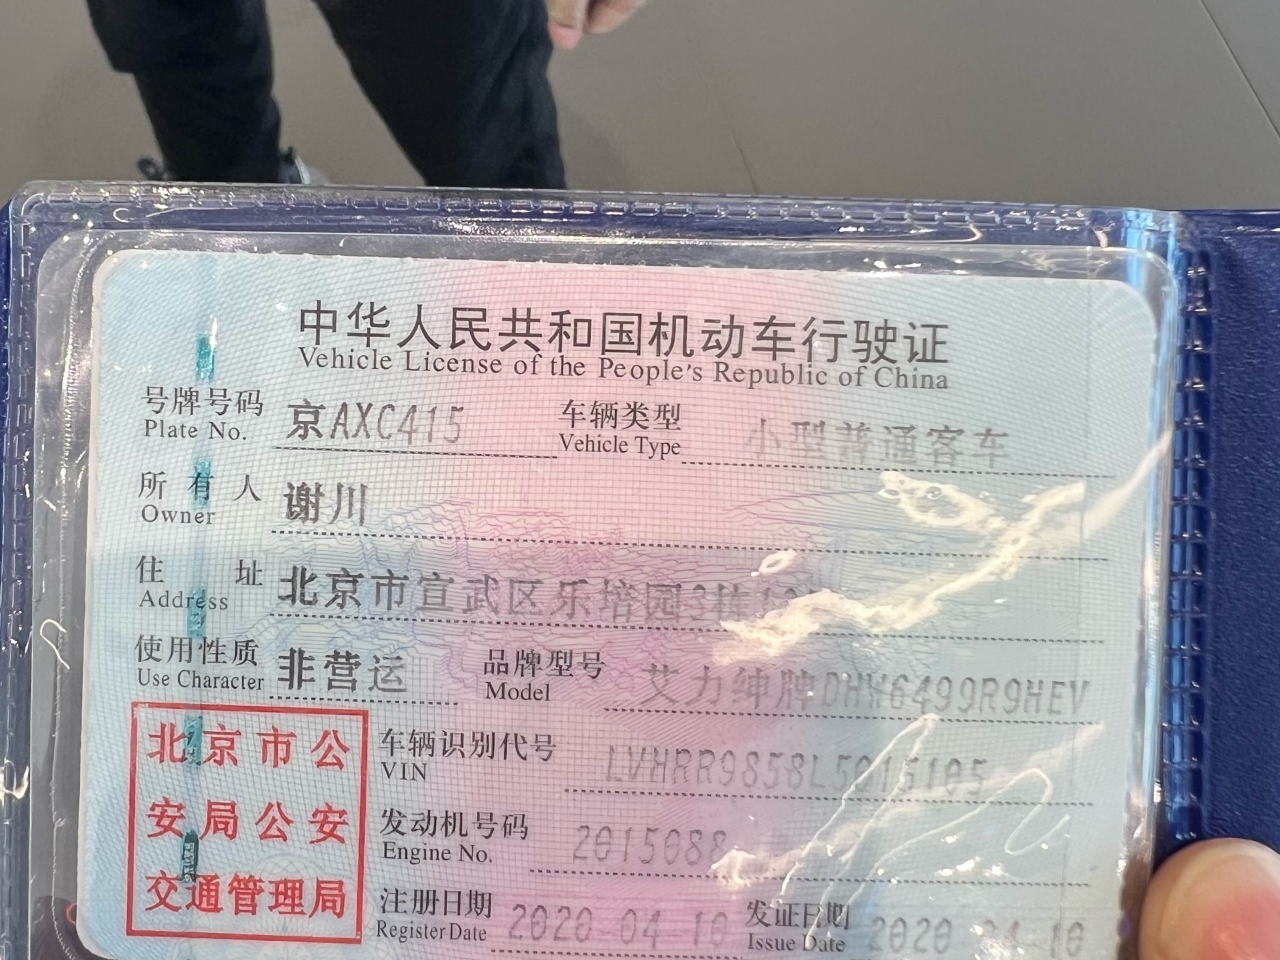 中华人民共和国机动车行驶证
Vehicle License of the People's Republic of China
号牌号码 京AXC415 车辆类型 小型普通客车
Plate No. Vehicle Type
所有人 谢川
Owner
住址 北京市宣武区乐培园3
Address
使用性质 非营运 品牌型号 艾力绅牌DHW6499R9HEV
Use Character Model
北京市公
安局公安
交通管理局
车辆识别代号 LVHRR9858L5015105
VIN
发动机号码 2015088
Engine No.
注册日期 2020-04-10 发证日期 2020-04-10
Register Date Issue Date